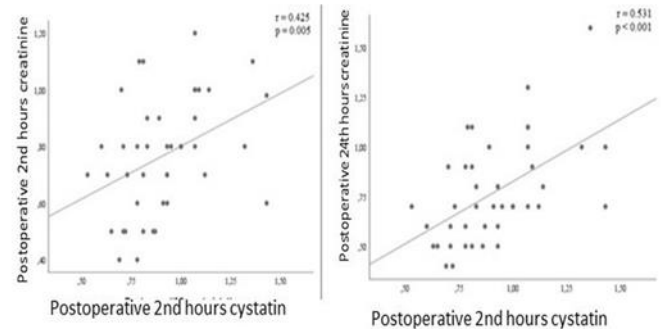 r = 0.425
p = 0.005
Postoperative 2nd hours creatinine
1,20
1,00
,80
,60
,40
,50
,75
1,00
1,25
1,50
Postoperative 2nd hours cystatin
r = 0.531
p < 0.001
Postoperative 24th hours creatinine
1,50
1,25
1,00
,75
,50
,50
,75
1,00
1,25
1,50
Postoperative 2nd hours cystatin